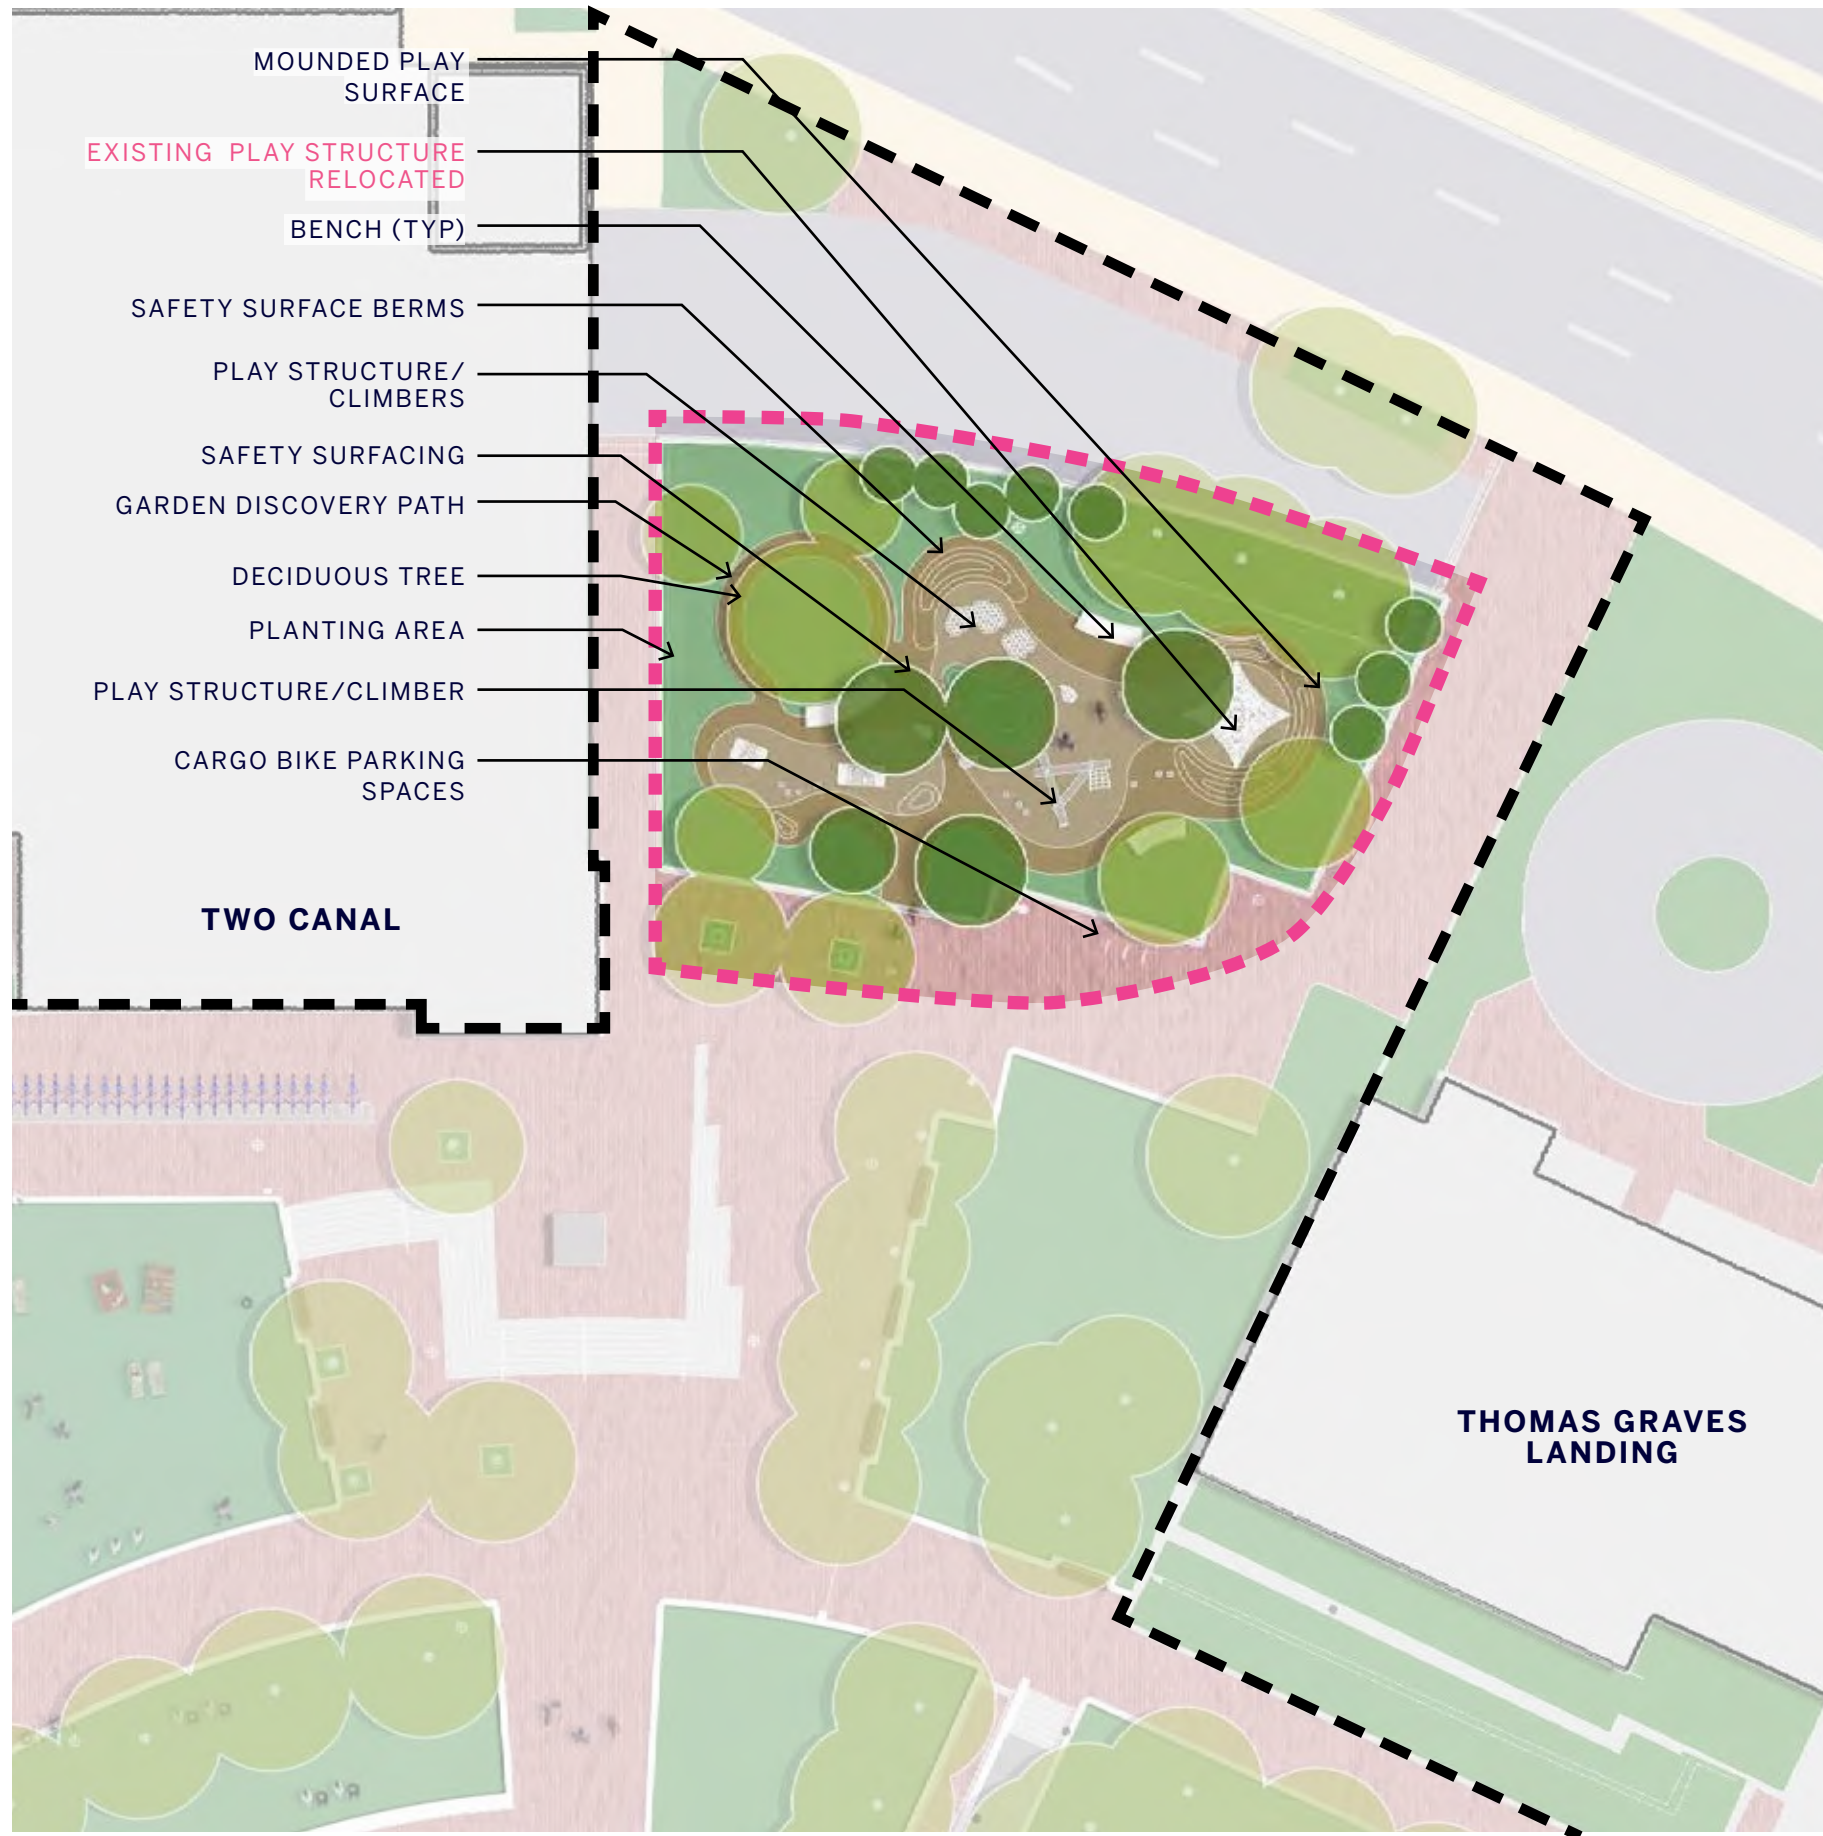 MOUNDED PLAY
SURFACE
EXISTING PLAY STRUCTURE
RELOCATED
BENCH (TYP)
SAFETY SURFACE BERMS
PLAY STRUCTURE/
CLIMBERS
SAFETY SURFACING
GARDEN DISCOVERY PATH
DECIDUOUS TREE
PLANTING AREA
PLAY STRUCTURE/CLIMBER
CARGO BIKE PARKING
SPACES
TWO CANAL
THOMAS GRAVES
LANDING